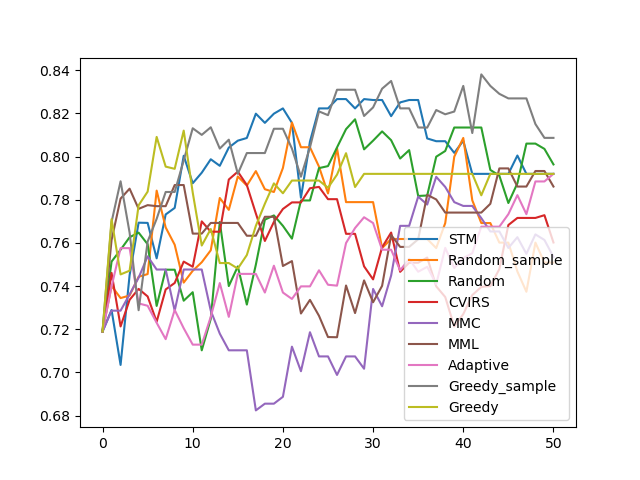 0.84
0.82
0.80
0.78
0.76
0.74
0.72
0.70
0.68
0 10 20 30 40 50
STM
Random_sample
Random
CVIRS
MMC
MML
Adaptive
Greedy_sample
Greedy